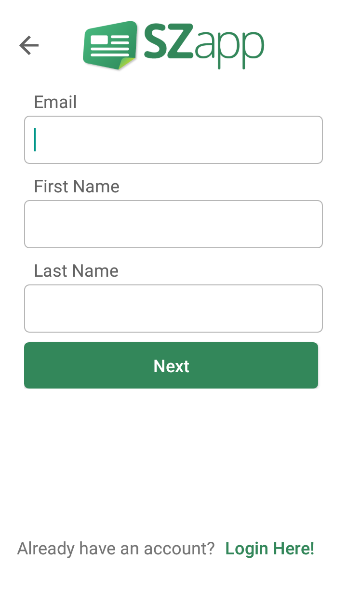 SZapp
Email
First Name
Last Name
Next
Already have an account? Login Here!